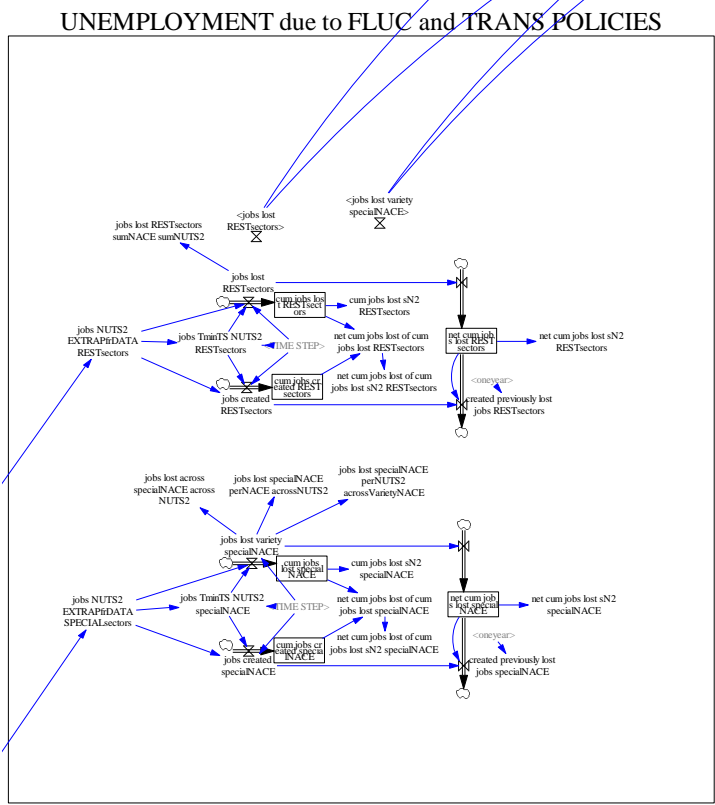 UNEMPLOYMENT due to FLUC and TRANS POLICIES
<jobs lost
RESTsectors>
<jobs lost variety
specialNACE>
jobs lost RESTsectors
sumNACE sumNUTS2
jobs lost
RESTsectors
cum jobs los
t RESTsect
ors
cum jobs lost sN2
RESTsectors
jobs NUTS2
EXTRAPfrDATA
RESTsectors
jobs TminTS NUTS2
RESTsectors
TIME STEP>
net cum jobs lost of cum
jobs lost RESTsectors
net cum job
s lost REST
sectors
net cum jobs lost sN2
RESTsectors
cum jobs cr
eated REST
sectors
net cum jobs lost of cum
jobs lost sN2 RESTsectors
<oneyear>
jobs created
RESTsectors
created previously lost
jobs RESTsectors
jobs lost across
specialNACE across
NUTS2
jobs lost specialNACE
perNACE acrossNUTS2
jobs lost specialNACE
perNUTS2
acrossVarietyNACE
jobs lost variety
specialNACE
cum jobs
lost special
NACE
cum jobs lost sN2
specialNACE
jobs NUTS2
EXTRAPfrDATA
SPECIALsectors
jobs TminTS NUTS2
specialNACE
TIME STEP>
net cum jobs lost of cum
jobs lost specialNACE
net cum job
s lost special
NACE
net cum jobs lost sN2
specialNACE
cum jobs cr
eated specia
lNACE
net cum jobs lost of cum
jobs lost sN2 specialNACE
<oneyear>
jobs created
specialNACE
created previously lost
jobs specialNACE